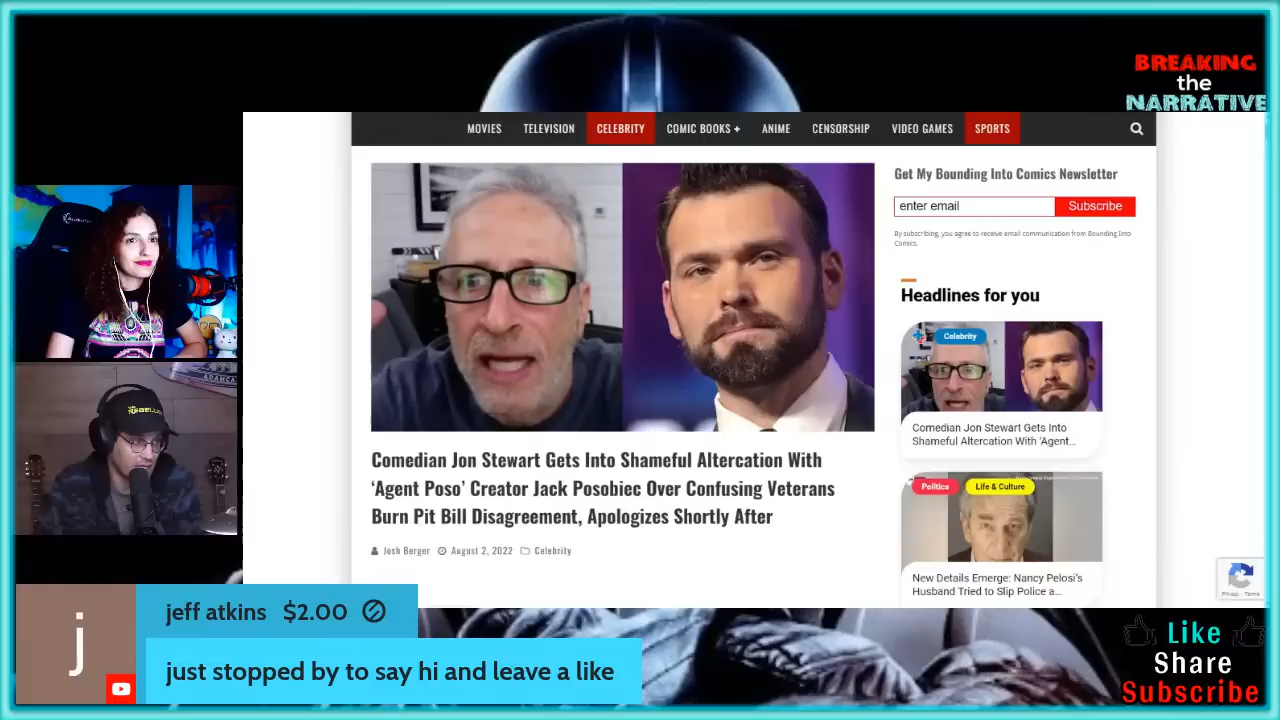 BREAKING
the
NARRATIVE
MOVIES TELEVISION CELEBRITY COMIC BOOKS + ANIME CENSORSHIP VIDEO GAMES SPORTS
Get My Bounding Into Comics Newsletter
enter email Subscribe
By subscribing, you agree to receive email communication from Bounding Into
Comics.
Headlines for you
Celebrity
Comedian Jon Stewart Gets Into
Shameful Altercation With 'Agent...
Politics Life & Culture
New Details Emerge: Nancy Pelosi's
Husband Tried to Slip Police a...
Comedian Jon Stewart Gets Into Shameful Altercation With
‘Agent Poso’ Creator Jack Posobiec Over Confusing Veterans
Burn Pit Bill Disagreement, Apologizes Shortly After
Josh Berger August 2, 2022 Celebrity
Privacy - Terms
j
jeff atkins $2.00
just stopped by to say hi and leave a like
Like
Share
Subscribe